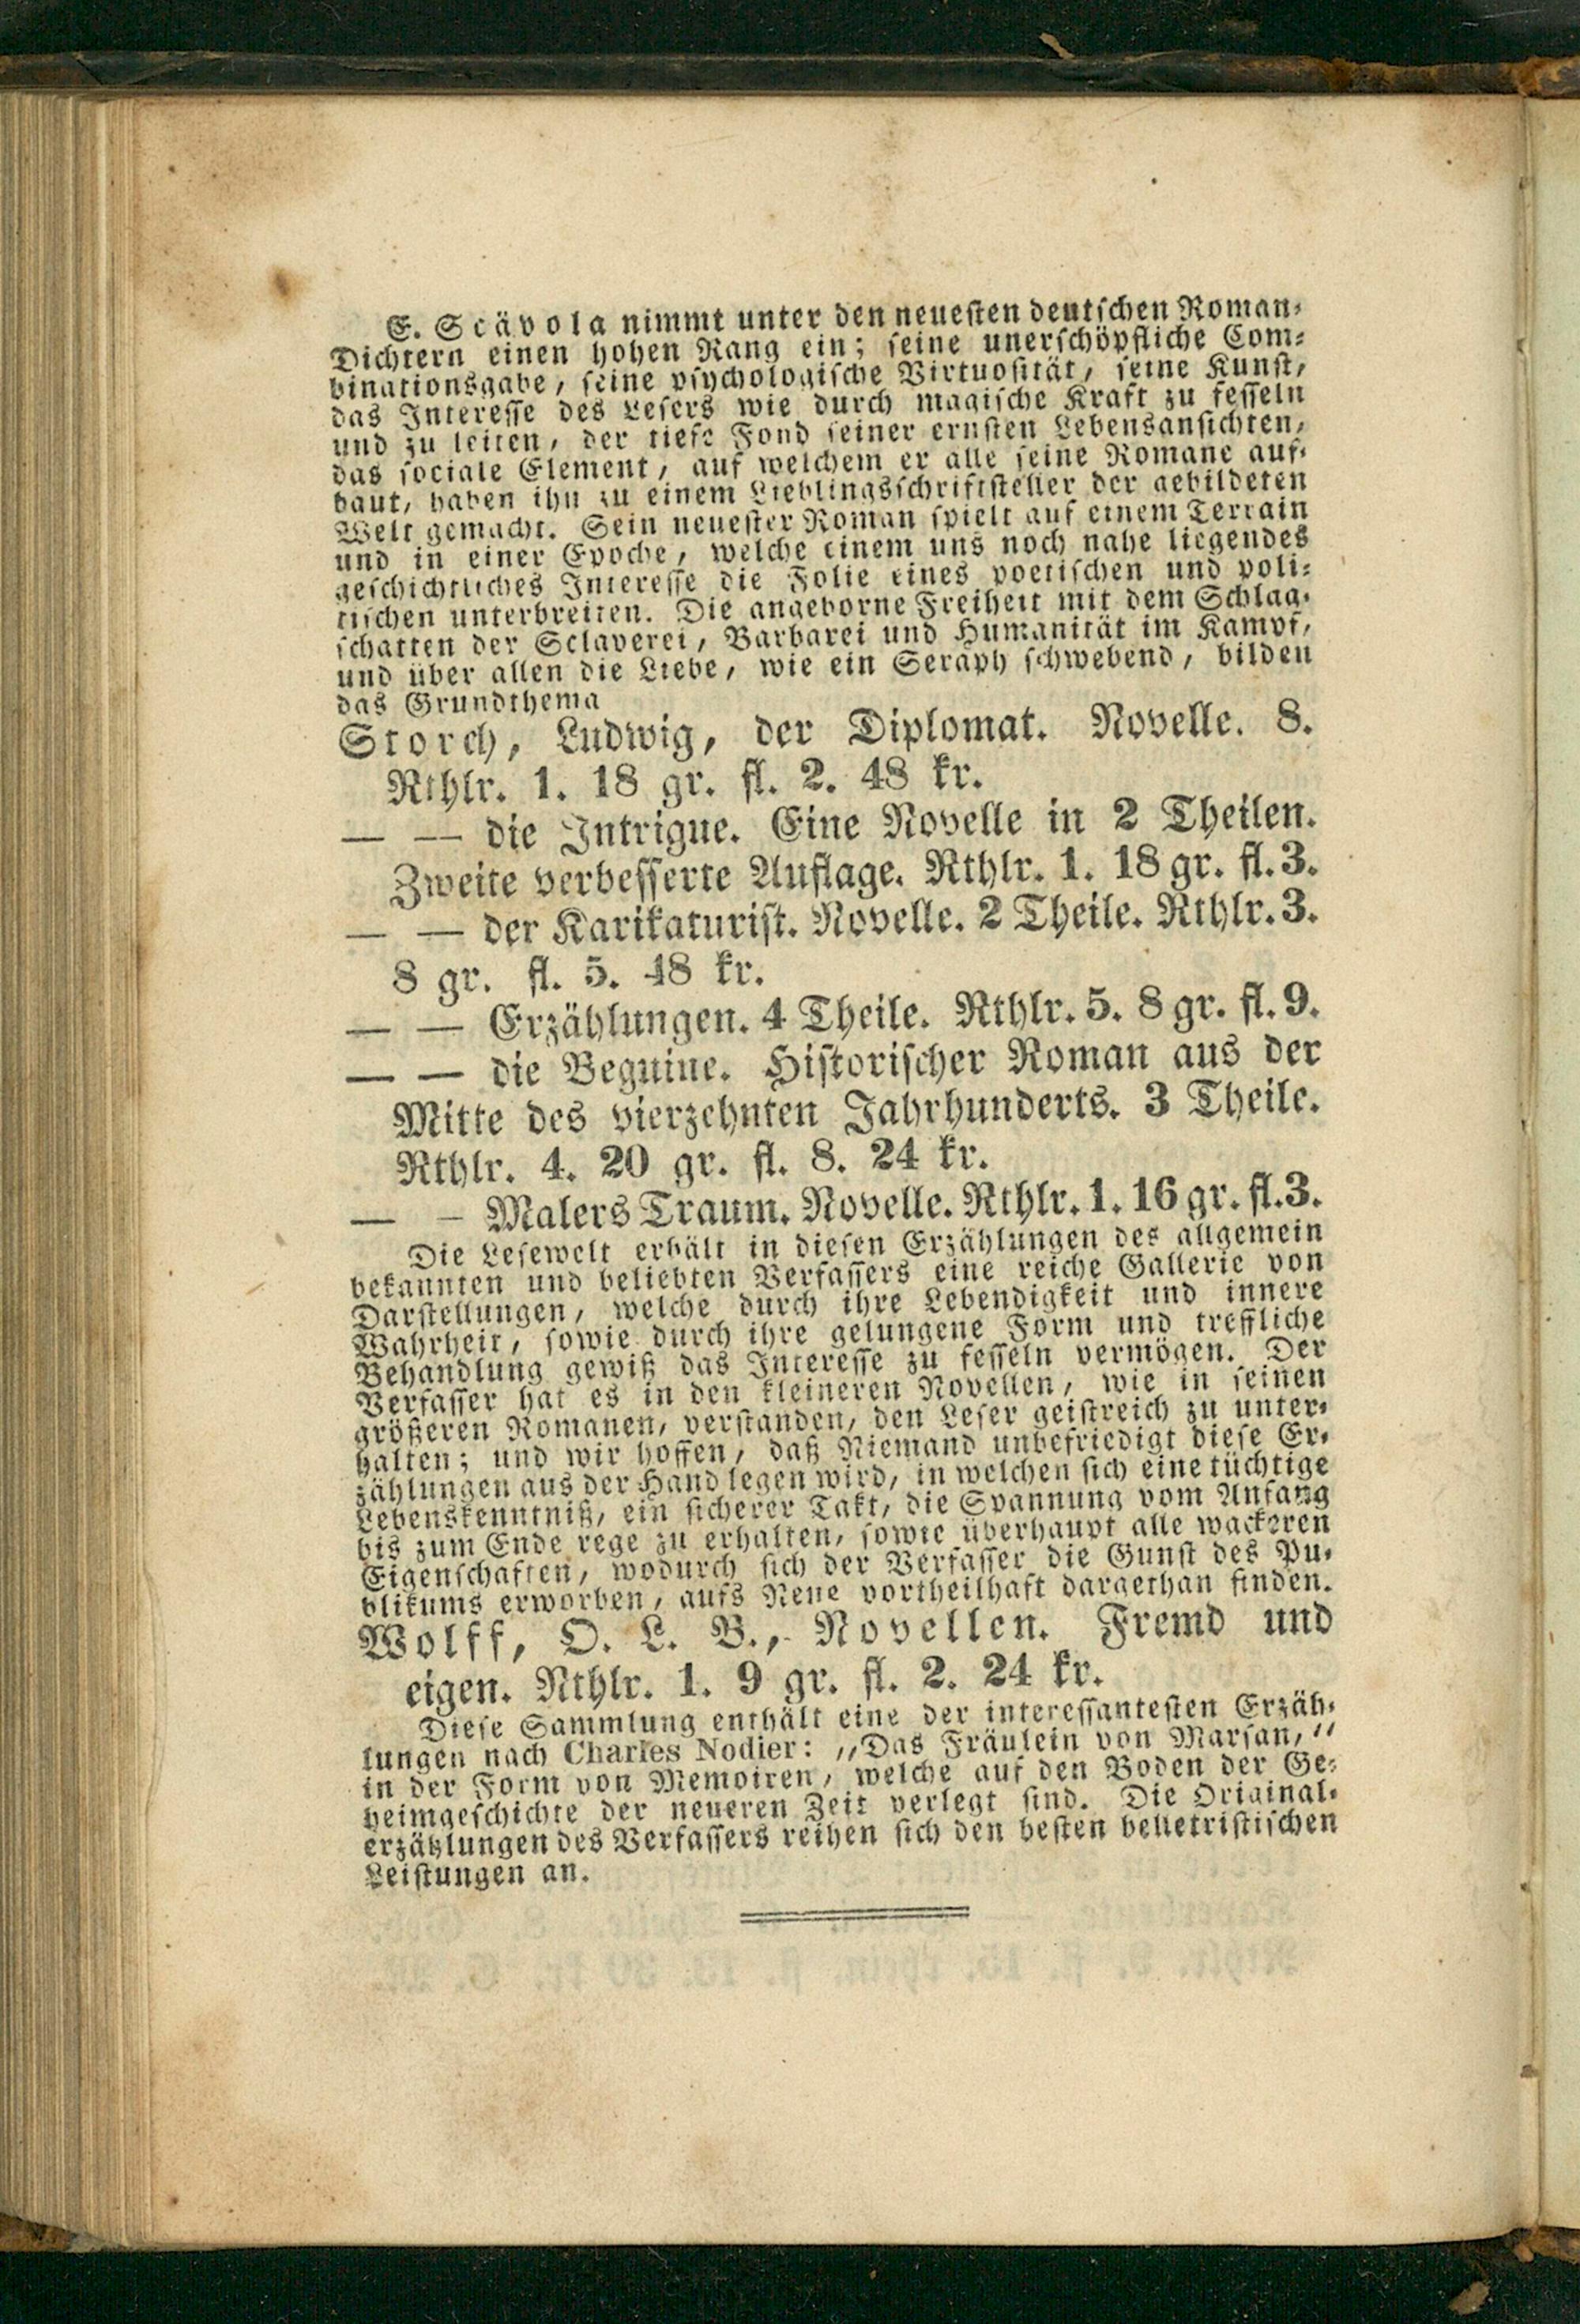 E. Scävola nimmt unter den neuesten deutschen Roman-
Dichtern einen hohen Rang ein; seine unerschöpfliche Com-
binationsgabe, seine psychologische Virtuosität, seine Kunst,
das Interesse des Lesers wie durch magische Kraft zu fesseln
und zu leiten, der tiefe Fond seiner ernsten Lebensansichten,
das sociale Element, auf welchem er alle seine Romane auf-
baut, haben ihn zu einem Lieblingsschriftsteller der gebildeten
Welt gemacht. Sein neuester Roman spielt auf einem Terrain
und in einer Epoche, welche einem uns noch nahe liegendes
geschichtliches Interesse die Folie eines poetischen und poli-
tischen unterbreiten. Die angeborne Freiheit mit dem Schlag-
schatten der Sclaverei, Barbarei und Humanität im Kampf,
und über allen die Liebe, wie ein Seraph schwebend, bilden
das Grundthema
Storch, Ludwig, der Diplomat. Novelle. 8.
Rthlr. 1. 18 gr. fl. 2. 48 kr.
— — die Intrigue. Eine Novelle in 2 Theilen.
Zweite verbesserte Auflage. Rthlr. 1. 18 gr. fl. 3.
— — der Karikaturist. Novelle. 2 Theile. Rthlr. 3.
8 gr. fl. 5. 48 kr.
— — Erzählungen. 4 Theile. Rthlr. 5. 8 gr. fl. 9.
— — die Beguine. Historischer Roman aus der
Mitte des vierzehnten Jahrhunderts. 3 Theile.
Rthlr. 4. 20 gr. fl. 8. 24 kr.
— – Malers Traum. Novelle. Rthlr. 1. 16 gr. fl. 3.
Die Lesewelt erhält in diesen Erzählungen des allgemein
bekannten und beliebten Verfassers eine reiche Gallerie von
Darstellungen, welche durch ihre Lebendigkeit und innere
Wahrheit, sowie durch ihre gelungene Form und treffliche
Behandlung gewiß das Interesse zu fesseln vermögen. Der
Verfasser hat es in den kleineren Novellen, wie in seinen
größeren Romanen, verstanden, den Leser geistreich zu unter-
halten; und wir hoffen, daß Niemand unbefriedigt diese Er-
zählungen aus der Hand legen wird, in welchen sich eine tüchtige
Lebenskenntniß, ein sicherer Takt, die Spannung vom Anfang
bis zum Ende rege zu erhalten, sowie überhaupt alle wackeren
Eigenschaften, wodurch sich der Verfasser die Gunst des Pu-
blikums erworben, aufs Neue vortheilhaft dargethan finden.
Wolff, O. L. B., Novellen. Fremd und
eigen. Rthlr. 1. 9 gr. fl. 2. 24 kr.
Diese Sammlung enthält eine der interessantesten Erzäh-
lungen nach Charles Nodier: „Das Fräulein von Marsan,“
in der Form von Memoiren, welche auf den Boden der Ge-
heimgeschichte der neueren Zeit verlegt sind. Die Original-
erzählungen des Verfassers reihen sich den besten belletristischen
Leistungen an.